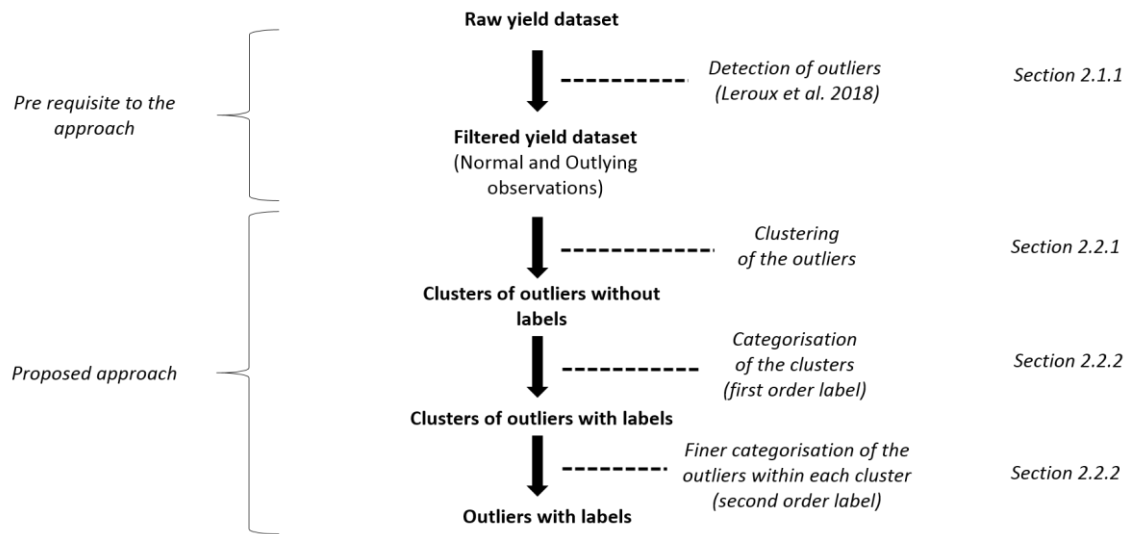 Raw yield dataset
Detection of outliers
(Leroux et al. 2018)
Section 2.1.1
Pre requisite to the
approach
Filtered yield dataset
(Normal and Outlying
observations)
Clustering
of the outliers
Section 2.2.1
Clusters of outliers without
labels
Categorisation
of the clusters
(first order label)
Section 2.2.2
Proposed approach
Clusters of outliers with labels
Finer categorisation of the
outliers within each cluster
(second order label)
Section 2.2.2
Outliers with labels